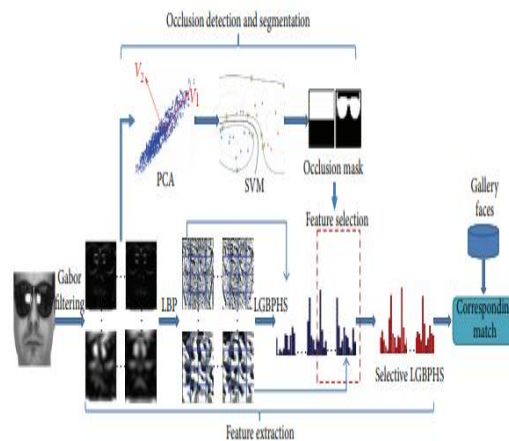 Occlusion detection and segmentation
V2
V1
PCA
SVM
Occlusion mask
Gallery
faces
Feature selection
Gabor
filtering
LBP
LGBPHS
Corresponding
match
Selective LGBPHS
Feature extraction